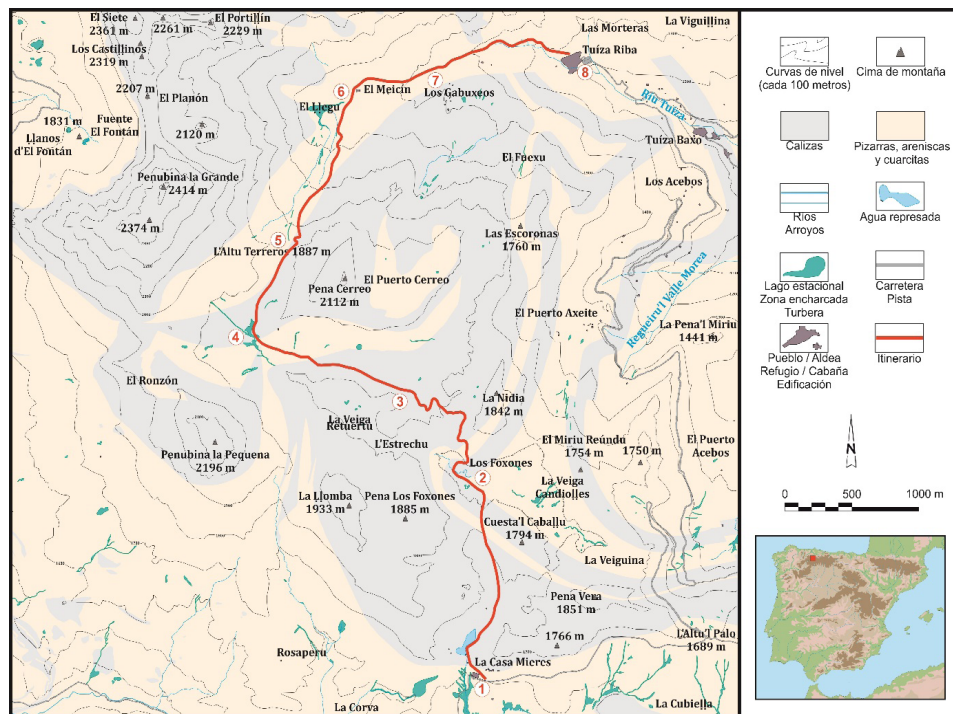 El Siete
2361 m
2261 m
El Portillín
2229 m
Las Morteras
La Viguillina
Los Castillinos
2319 m
Tuíza Riba
8
2207 m
El Planón
6
El Meicín
7
Los Gabuxeos
Ríu Tuíza
El Llegu
1831 m
Fuente
El Fontán
Llanos
d'El Fontán
2120 m
Tuíza Baxo
El Fuexu
Penubina la Grande
2414 m
Los Acebos
2374 m
Las Escoronas
1760 m
5
L'Altu Terreros 1887 m
El Puerto Cerreo
Pena Cerreo
2112 m
Regueiru'l Valle Morea
El Puerto Axeite
La Pena'l Miriu
1441 m
4
El Ronzón
3
La Nidia
1842 m
La Veiga
Retuertu
L'Estrechu
El Miriu Reúndu
1754 m
1750 m
El Puerto
Acebos
Penubina la Pequena
2196 m
Los Foxones
2
La Veiga
Candiolles
La Llomba
1933 m
Pena Los Foxones
1885 m
Cuesta'l Caballu
1794 m
La Veiguina
Pena Vera
1851 m
1766 m
L'Altu'l Palo
1689 m
Rosaperu
La Casa Mieres
1
La Corva
La Cubiella
Curvas de nivel
(cada 100 metros)
Cima de montaña
Calizas
Pizarras, areniscas
y cuarcitas
Ríos
Arroyos
Agua represada
Lago estacional
Zona encharcada
Turbera
Carretera
Pista
Pueblo / Aldea
Refugio / Cabaña
Edificación
Itinerario
N
0
500
1000 m